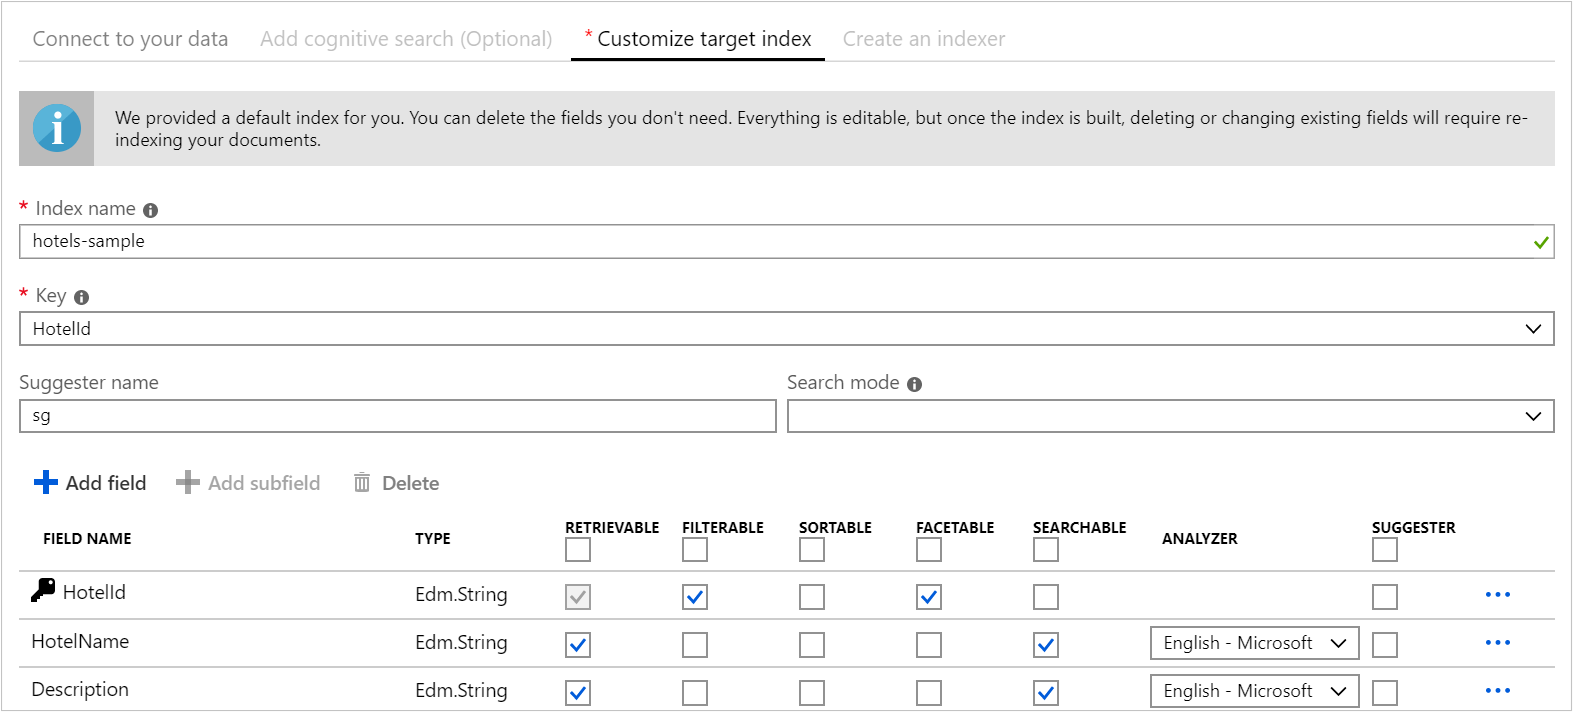 Connect to your data Add cognitive search (Optional) * Customize target index Create an indexer
We provided a default index for you. You can delete the fields you don't need. Everything is editable, but once the index is built, deleting or changing existing fields will require re-
indexing your documents.
* Index name
hotels-sample
* Key
HotelId
Suggester name Search mode
sg
Add field Add subfield Delete
FIELD NAME TYPE RETRIEVABLE FILTERABLE SORTABLE FACETABLE SEARCHABLE ANALYZER SUGGESTER
HotelId Edm.String
HotelName Edm.String English - Microsoft
Description Edm.String English - Microsoft